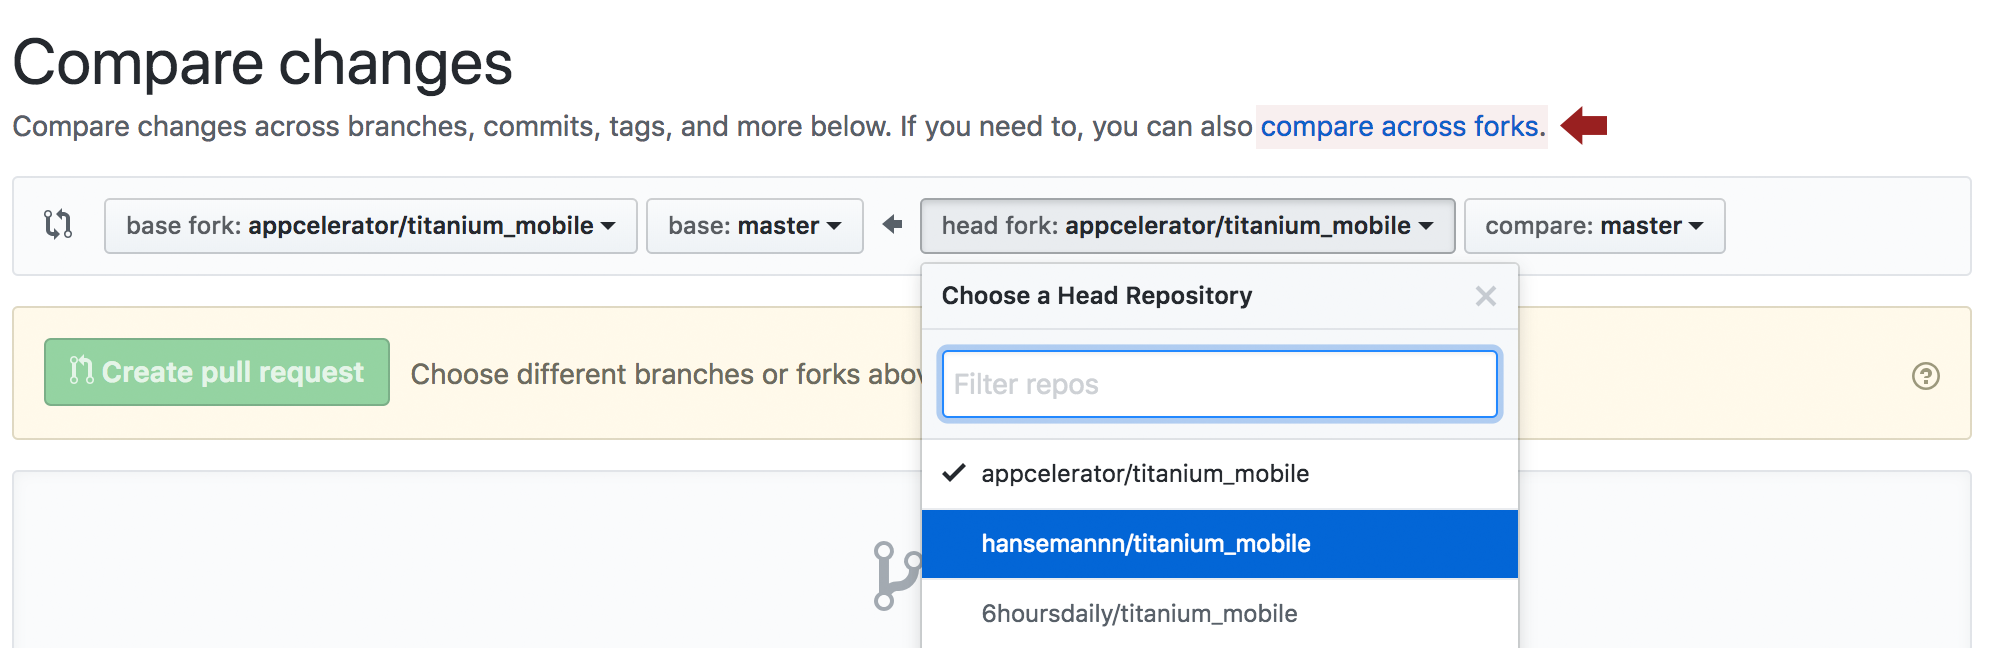 Compare changes
Compare changes across branches, commits, tags, and more below. If you need to, you can also compare across forks.
base fork: appcelerator/titanium_mobile base: master head fork: appcelerator/titanium_mobile compare: master
Choose a Head Repository
Create pull request Choose different branches or forks abov
Filter repos
appcelerator/titanium_mobile
hansemannn/titanium_mobile
6hoursdaily/titanium_mobile